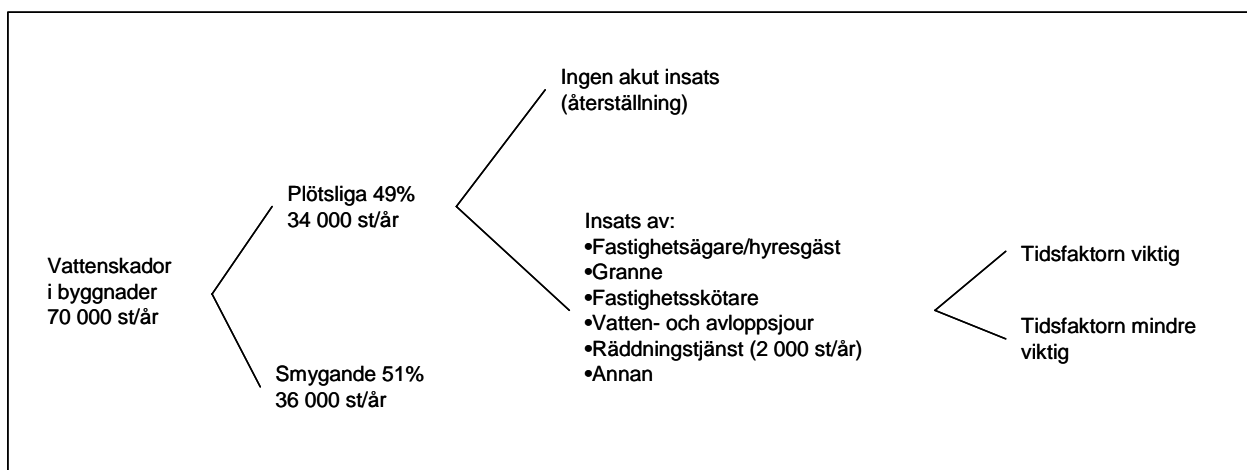 Vattenskador
i byggnader
70 000 st/år
Plötsliga 49%
34 000 st/år
Smygande 51%
36 000 st/år
Ingen akut insats
(återställning)
Insats av:
•Fastighetsägare/hyresgäst
•Granne
•Fastighetsskötare
•Vatten- och avloppsjour
•Räddningstjänst (2 000 st/år)
•Annan
Tidsfaktorn viktig
Tidsfaktorn mindre
viktig